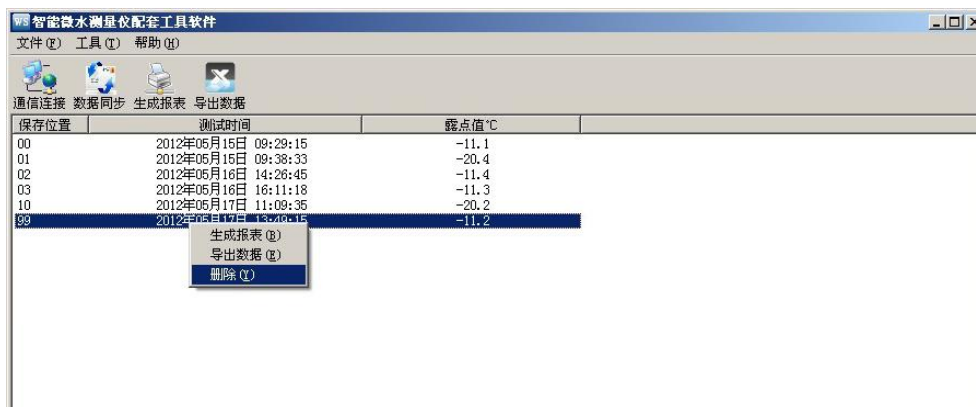 WS 智能微水测量仪配套工具软件
文件(F) 工具(T) 帮助(H)
通信连接 数据同步 生成报表 导出数据
保存位置 测试时间 露点值℃
00 2012年05月15日 09:29:15 -11.1
01 2012年05月15日 09:38:33 -20.4
02 2012年05月16日 14:26:45 -11.4
03 2012年05月16日 16:11:18 -11.3
10 2012年05月17日 11:09:35 -20.2
99 2012年05月17日 13:49:15 -11.2
生成报表(B)
导出数据(E)
删除(Y)